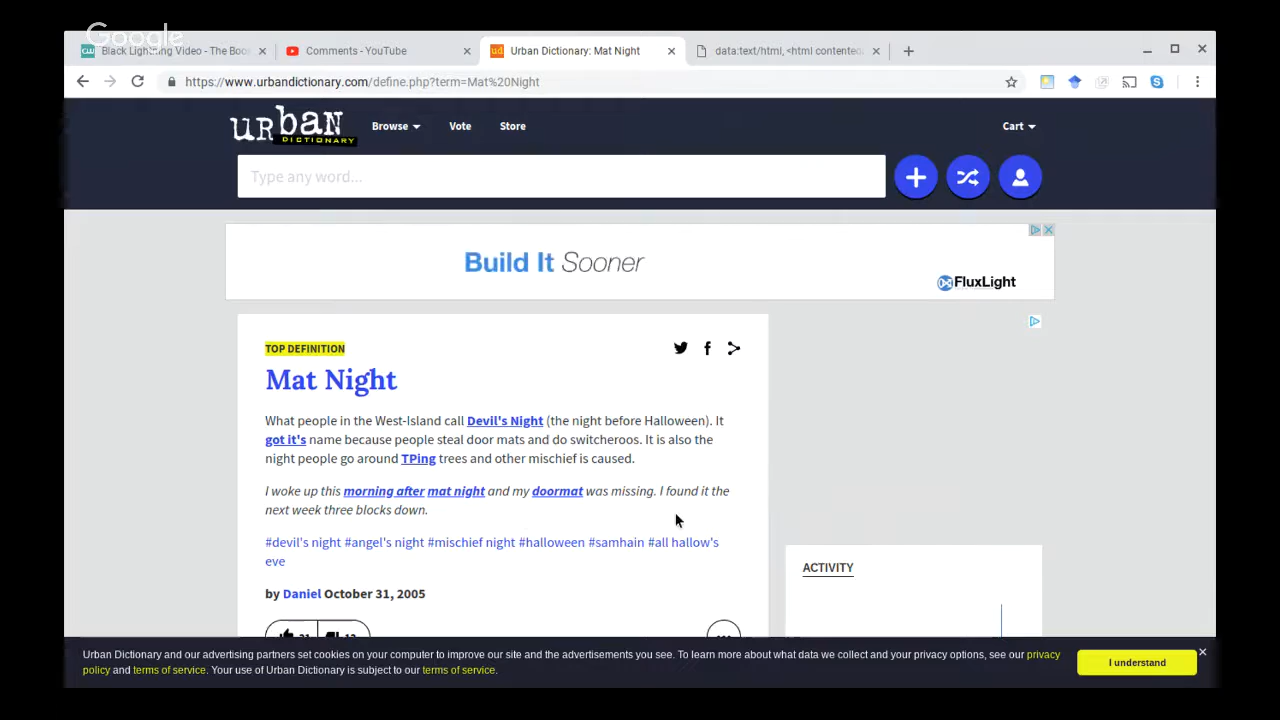 Google
Black Lightning Video - The Boo
Comments - YouTube
ud Urban Dictionary: Mat Night
data:text/html, <html contenteo
https://www.urbandictionary.com/define.php?term=Mat%20Night
urban DICTIONARY
Browse
Vote
Store
Cart
Type any word...
Build It Sooner
FluxLight
TOP DEFINITION
Mat Night
What people in the West-Island call Devil's Night (the night before Halloween). It
got it's name because people steal door mats and do switcheroos. It is also the
night people go around TPing trees and other mischief is caused.
I woke up this morning after mat night and my doormat was missing. I found it the
next week three blocks down.
#devil's night #angel's night #mischief night #halloween #samhain #all hallow's
eve
by Daniel October 31, 2005
ACTIVITY
Urban Dictionary and our advertising partners set cookies on your computer to improve our site and the advertisements you see. To learn more about what data we collect and your privacy options, see our privacy
policy and terms of service. Your use of Urban Dictionary is subject to our terms of service.
I understand